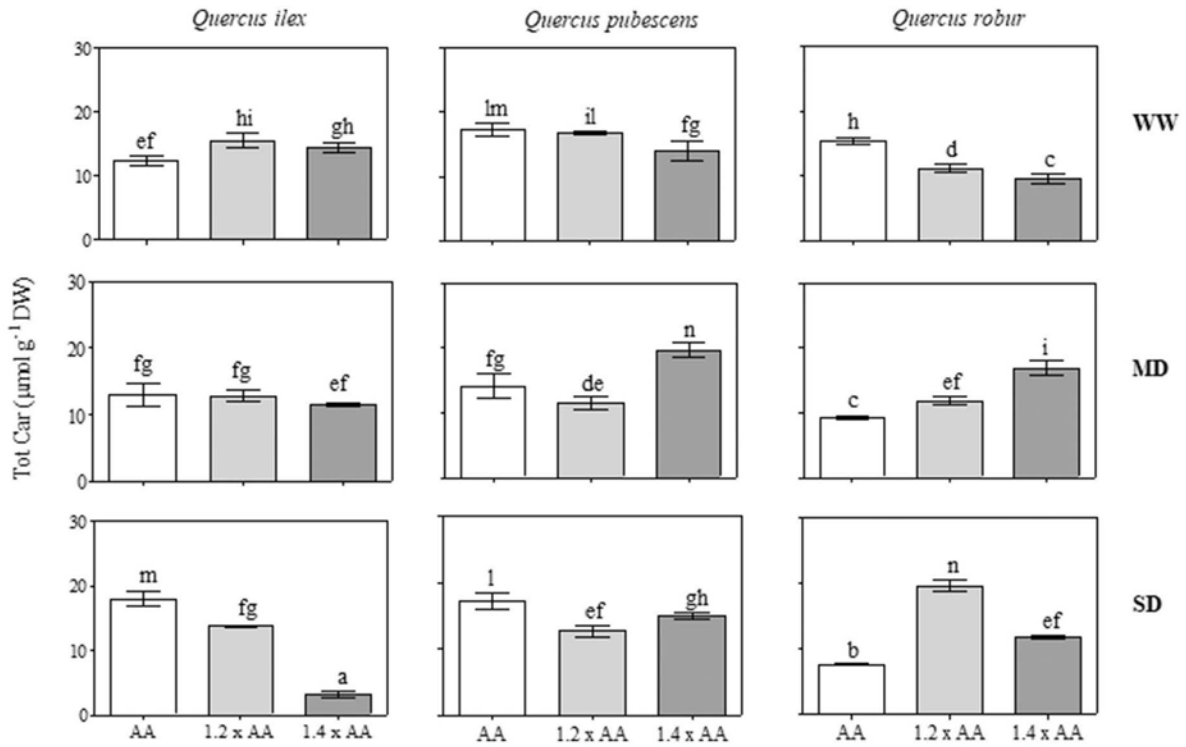 Quercus ilex Quercus pubescens Quercus robur
30 20 10 0
ef hi gh
lm il fg
h d c
WW
Tot Car (µmol g⁻¹ DW)
30 20 10 0
fg fg ef
fg de n
c ef i
MD
30 20 10 0
m fg a
l ef gh
b n ef
SD
AA 1.2 x AA 1.4 x AA AA 1.2 x AA 1.4 x AA AA 1.2 x AA 1.4 x AA